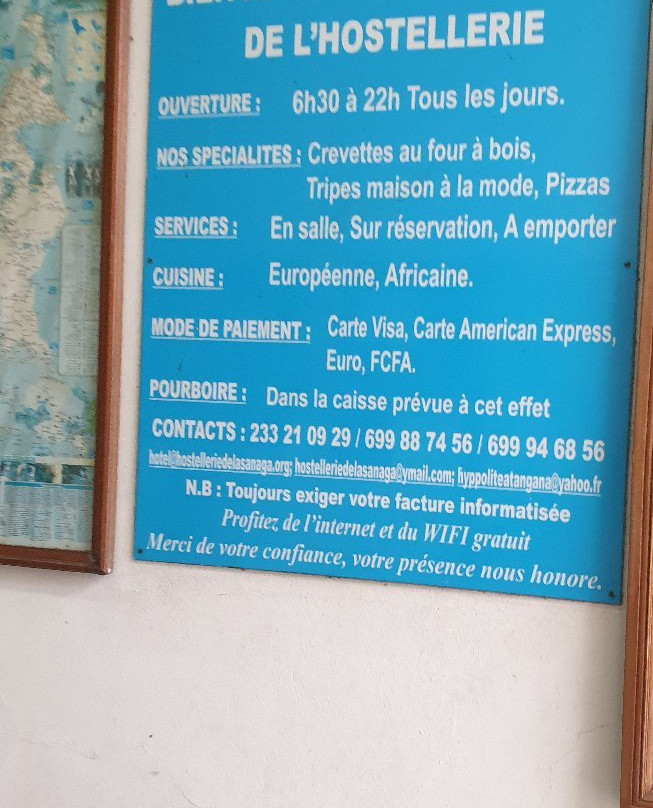 DE L'HOSTELLERIE
OUVERTURE : 6h30 à 22h Tous les jours.
NOS SPECIALITES : Crevettes au four à bois,
Tripes maison à la mode, Pizzas
SERVICES : En salle, Sur réservation, A emporter
CUISINE : Européenne, Africaine.
MODE DE PAIEMENT : Carte Visa, Carte American Express,
Euro, FCFA.
POURBOIRE : Dans la caisse prévue à cet effet
CONTACTS : 233 21 09 29 / 699 88 74 56 / 699 94 68 56
hotel@hostelleriedelasanaga.org; hostelleriedelasanaga@ymail.com; hyppoliteatangana@yahoo.fr
N.B : Toujours exiger votre facture informatisée
Profitez de l'internet et du WIFI gratuit
Merci de votre confiance, votre présence nous honore.